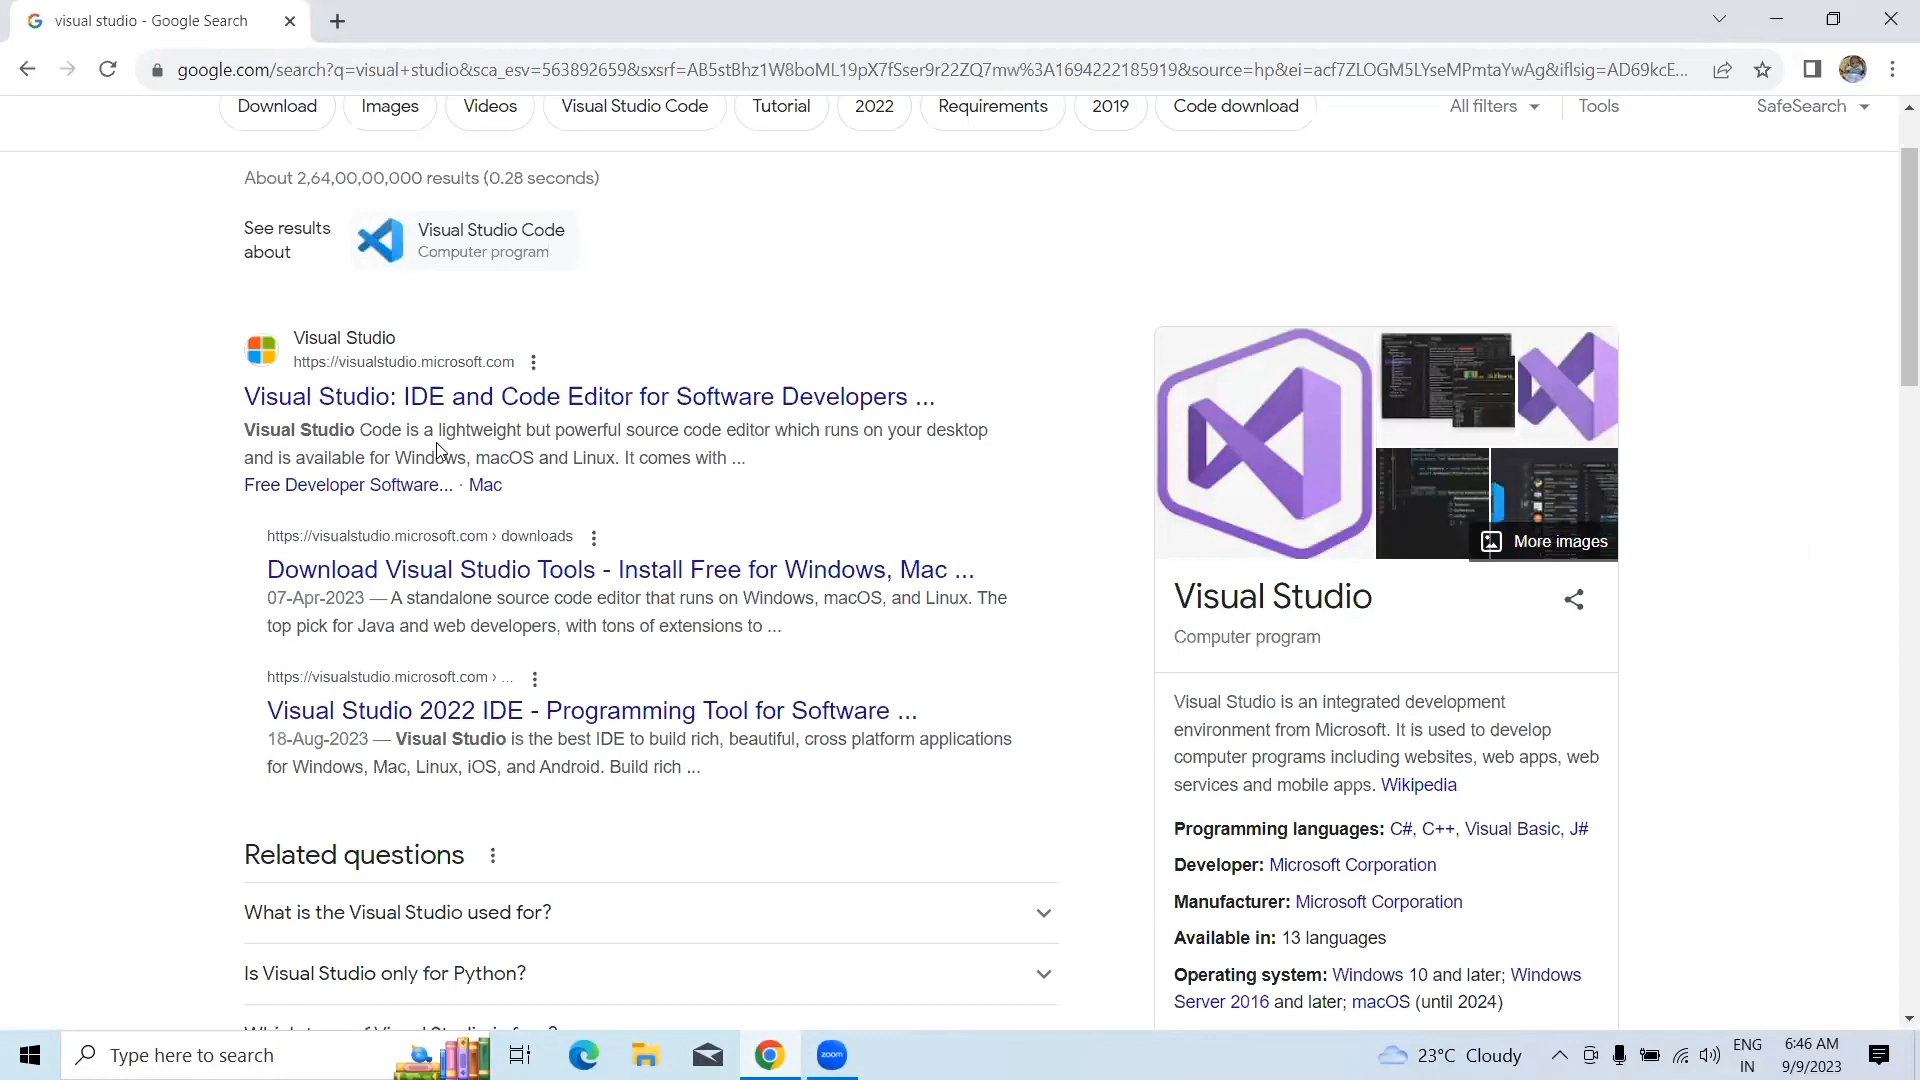 visual studio - Google Search
google.com/search?q=visual+studio&sca_esv=563892659&sxsrf=AB5stBhz1W8boML19pX7fSser9r22ZQ7mw%3A1694222185919&source=hp&ei=acf7ZLOGM5LYseMPmtaYwAg&iflsig=AD69kcE...
Download Images Videos Visual Studio Code Tutorial 2022 Requirements 2019 Code download All filters Tools SafeSearch
About 2,64,00,00,000 results (0.28 seconds)
See results about
Visual Studio Code
Computer program
Visual Studio
https://visualstudio.microsoft.com
Visual Studio: IDE and Code Editor for Software Developers ...
Visual Studio Code is a lightweight but powerful source code editor which runs on your desktop
and is available for Windows, macOS and Linux. It comes with ...
Free Developer Software... · Mac
https://visualstudio.microsoft.com › downloads
Download Visual Studio Tools - Install Free for Windows, Mac ...
07-Apr-2023 — A standalone source code editor that runs on Windows, macOS, and Linux. The
top pick for Java and web developers, with tons of extensions to ...
https://visualstudio.microsoft.com › ...
Visual Studio 2022 IDE - Programming Tool for Software ...
18-Aug-2023 — Visual Studio is the best IDE to build rich, beautiful, cross platform applications
for Windows, Mac, Linux, iOS, and Android. Build rich ...
Related questions
What is the Visual Studio used for?
Is Visual Studio only for Python?
More images
Visual Studio
Computer program
Visual Studio is an integrated development
environment from Microsoft. It is used to develop
computer programs including websites, web apps, web
services and mobile apps. Wikipedia
Programming languages: C#, C++, Visual Basic, J#
Developer: Microsoft Corporation
Manufacturer: Microsoft Corporation
Available in: 13 languages
Operating system: Windows 10 and later; Windows
Server 2016 and later; macOS (until 2024)
Type here to search
zoom
23°C Cloudy
ENG
IN
6:46 AM
9/9/2023